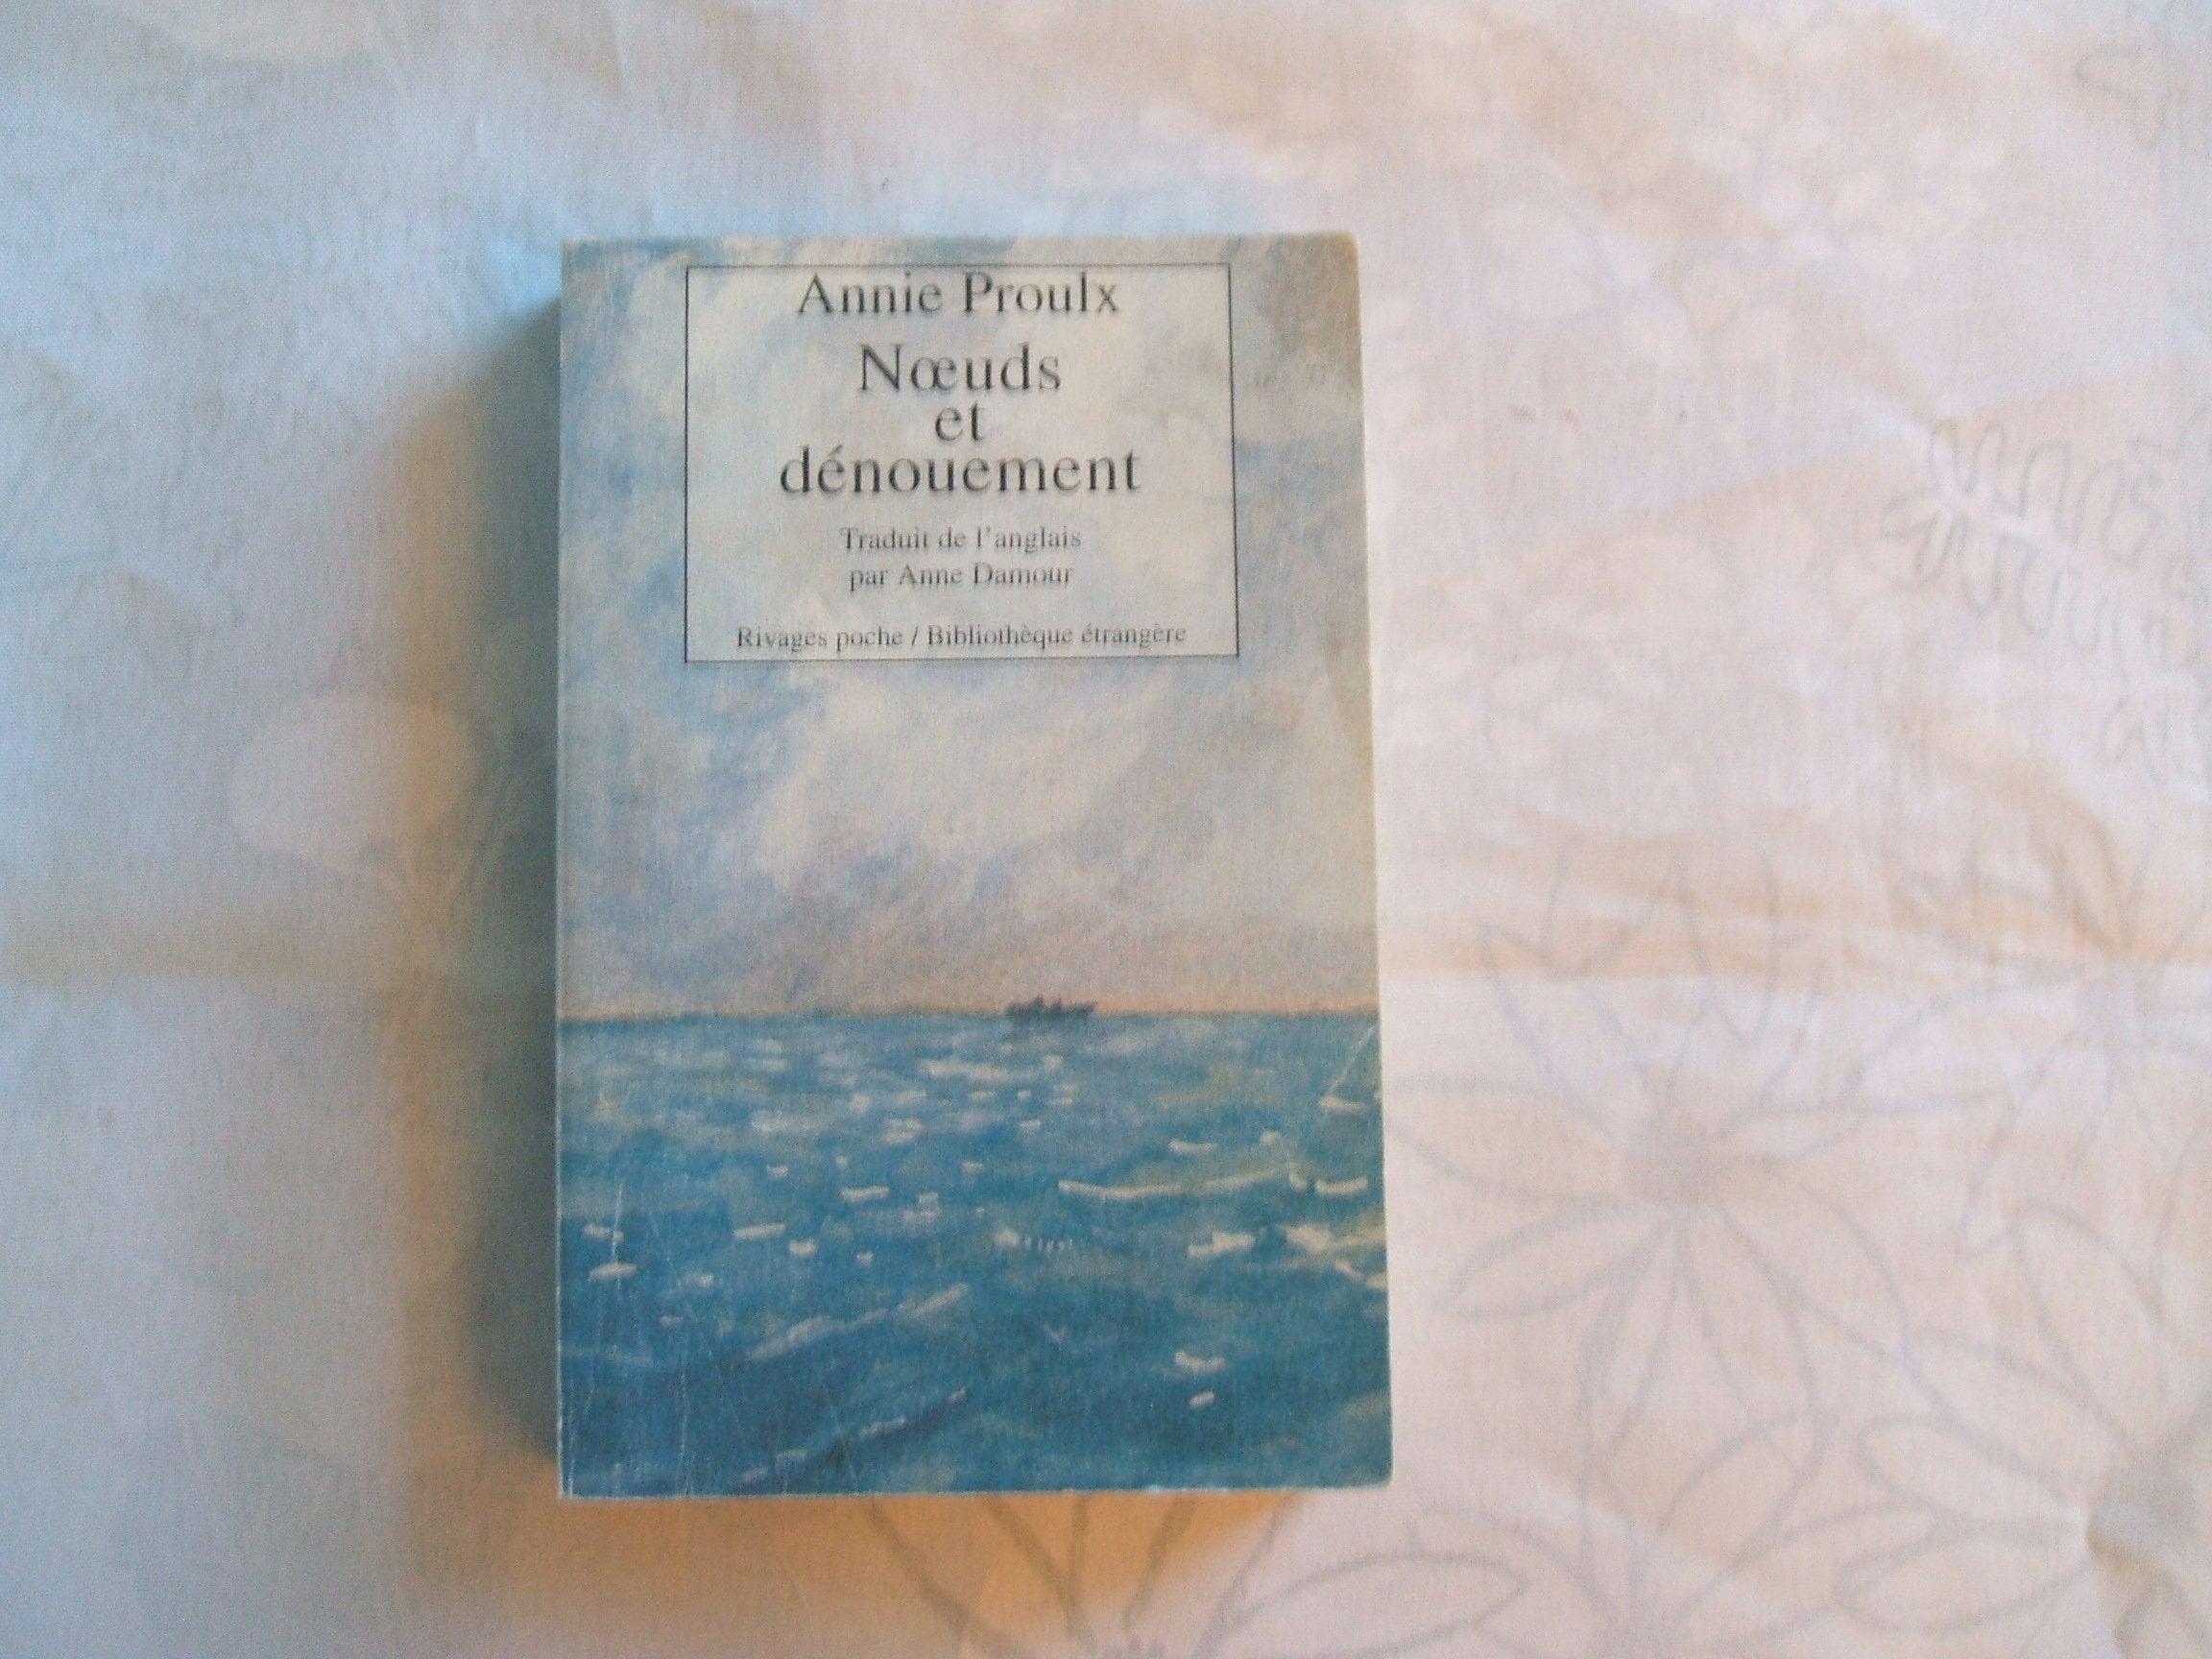 Annie Proulx
Nœuds
et
dénouement
Traduit de l'anglais
par Anne Damour
Rivages poche / Bibliothèque étrangère